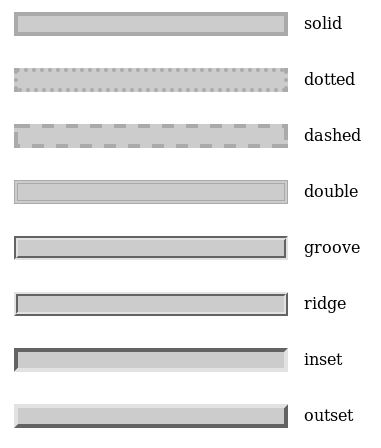 solid
dotted
dashed
double
groove
ridge
inset
outset